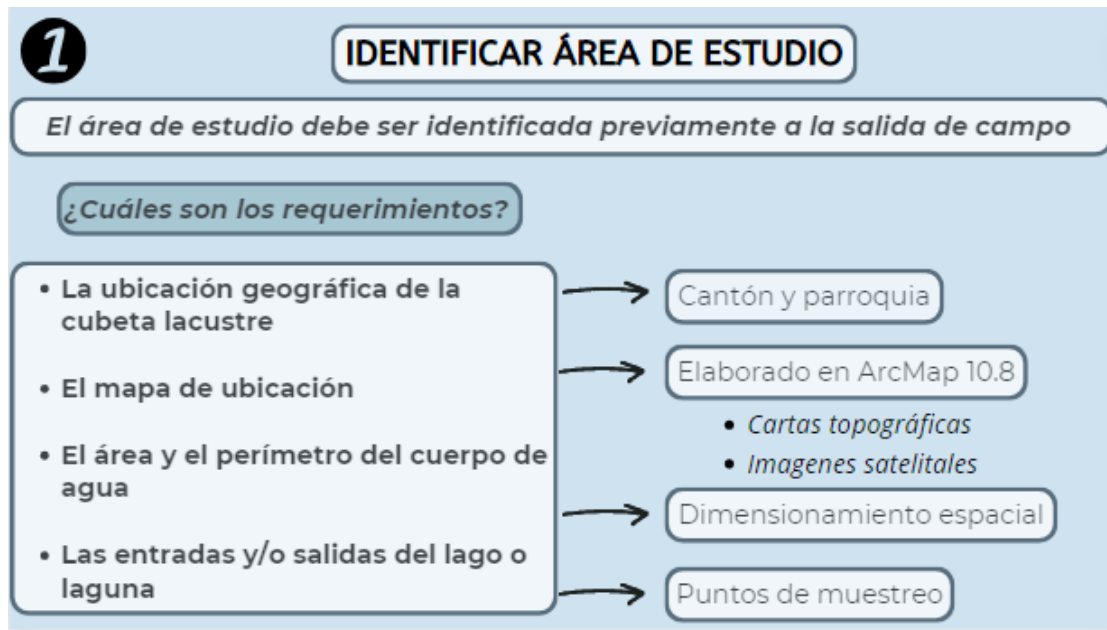 1
IDENTIFICAR ÁREA DE ESTUDIO
El área de estudio debe ser identificada previamente a la salida de campo
¿Cuáles son los requerimientos?
• La ubicación geográfica de la
cubeta lacustre
• El mapa de ubicación
• El área y el perímetro del cuerpo de
agua
• Las entradas y/o salidas del lago o
laguna
Cantón y parroquia
Elaborado en ArcMap 10.8
• Cartas topográficas
• Imagenes satelitales
Dimensionamiento espacial
Puntos de muestreo